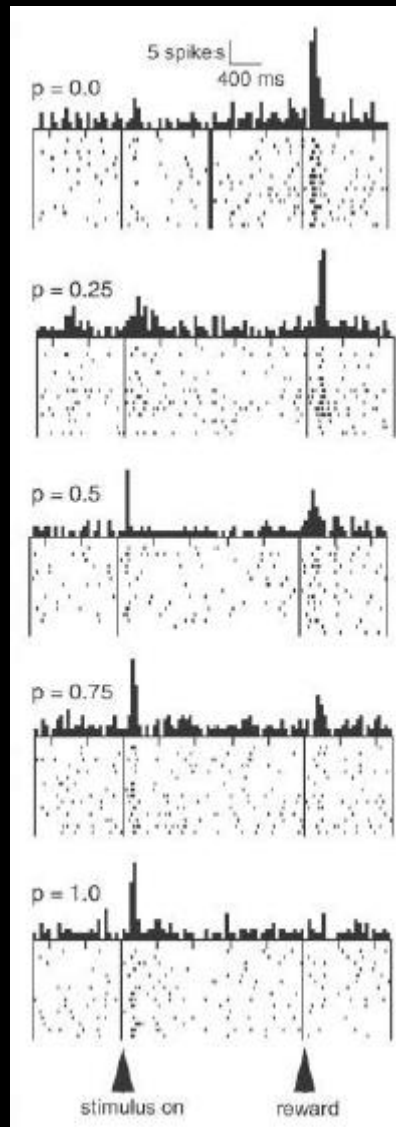 5 spikes
400 ms
p = 0.0
p = 0.25
p = 0.5
p = 0.75
p = 1.0
stimulus on
reward